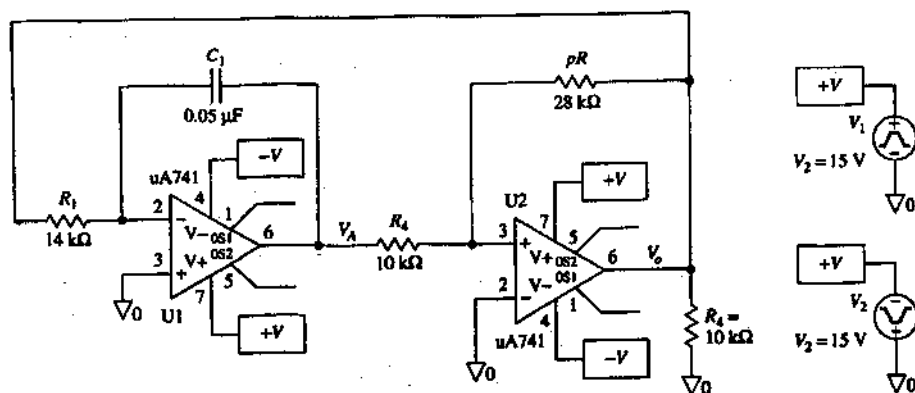 C₁
0.05 µF
−V
uA741
4
1
R₁
14 kΩ
2
−
V−
OS1
6
3
+
V+
OS2
5
7
0
U1
+V
V_A
R₄
10 kΩ
pR
28 kΩ
+V
U2
7
5
3
+
V+
OS2
6
V_o
2
−
V−
OS1
1
4
0
uA741
−V
R₄ =
10 kΩ
0
+V
V₁
+
−
V₂ = 15 V
0
+V
V₂
+
−
V₂ = 15 V
0